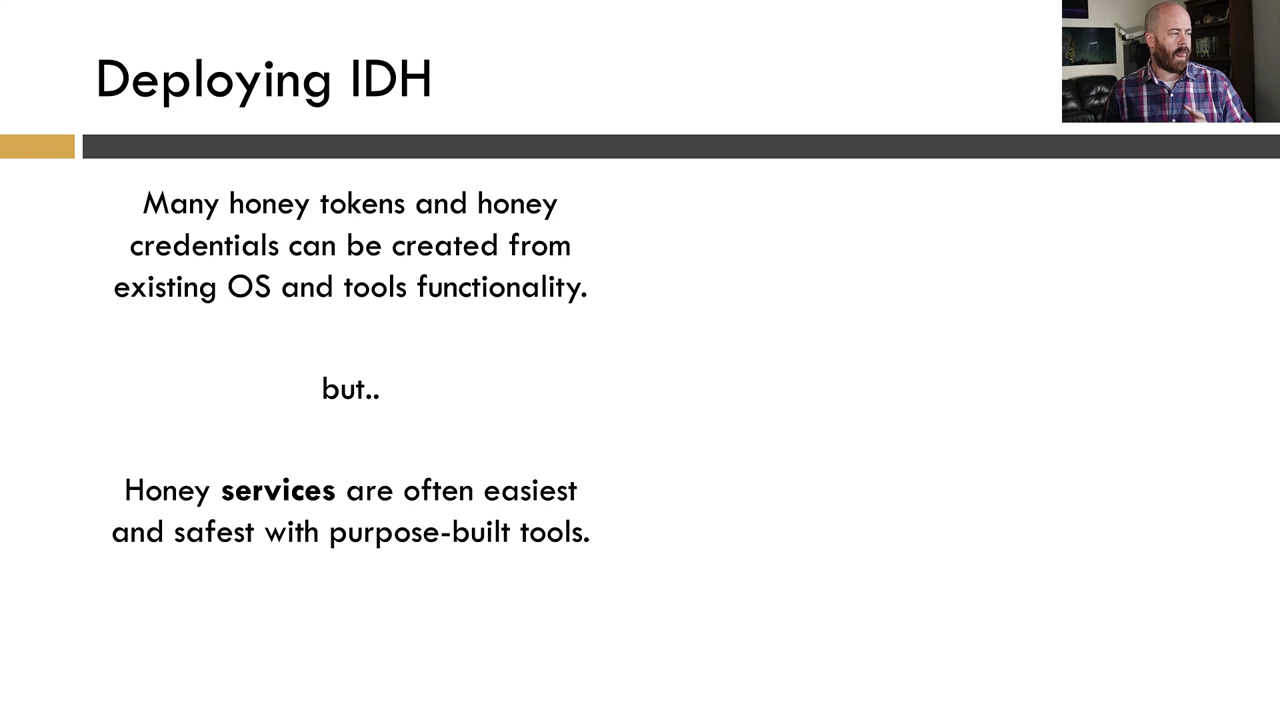 Deploying IDH
Many honey tokens and honey
credentials can be created from
existing OS and tools functionality.
but..
Honey services are often easiest
and safest with purpose-built tools.